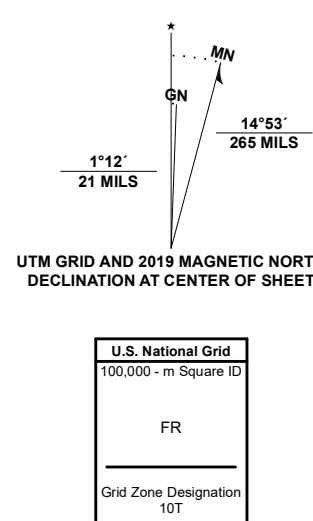 ★
MN
GN
14°53´
265 MILS
1°12´
21 MILS
UTM GRID AND 2019 MAGNETIC NORT
DECLINATION AT CENTER OF SHEET
U.S. National Grid
100,000 - m Square ID
FR
Grid Zone Designation
10T